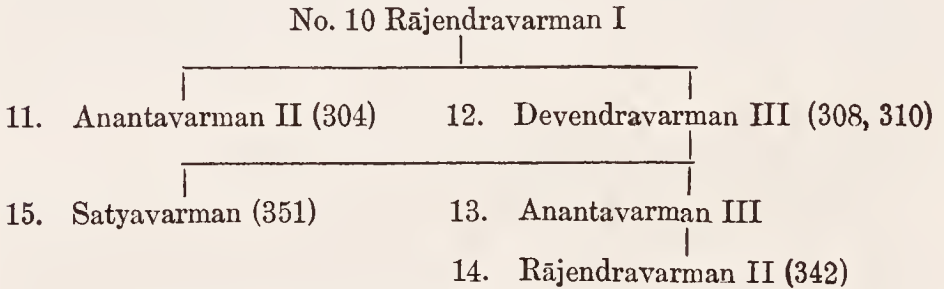 No. 10 Rājendravarman I
11. Anantavarman II (304) 12. Devendravarman III (308, 310)
15. Satyavarman (351) 13. Anantavarman III
14. Rājendravarman II (342)